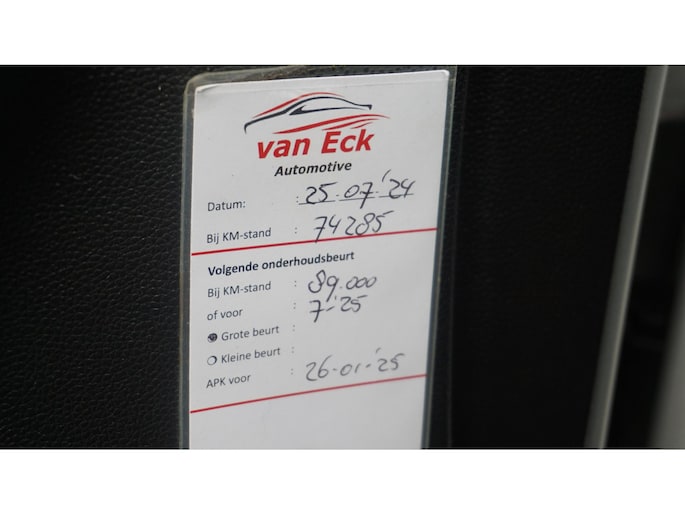 van Eck
Automotive
Datum: : 25-07-'24
Bij KM-stand : 74285
Volgende onderhoudsbeurt
Bij KM-stand : 89.000
of voor : 7-'25
Grote beurt :
Kleine beurt :
APK voor : 26-01-'25